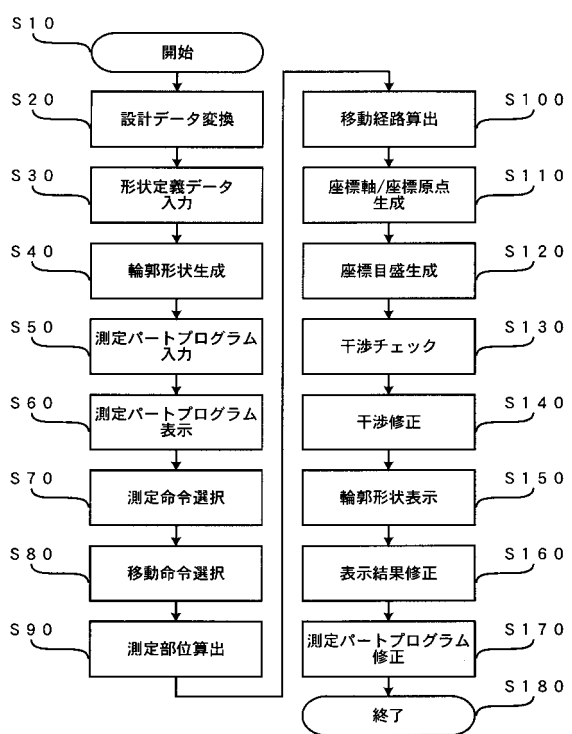 S10
開始
S20
設計データ変換
S30
形状定義データ
入力
S40
輪郭形状生成
S50
測定パートプログラム
入力
S60
測定パートプログラム
表示
S70
測定命令選択
S80
移動命令選択
S90
測定部位算出
S100
移動経路算出
S110
座標軸/座標原点
生成
S120
座標目盛生成
S130
干渉チェック
S140
干渉修正
S150
輪郭形状表示
S160
表示結果修正
S170
測定パートプログラム
修正
S180
終了